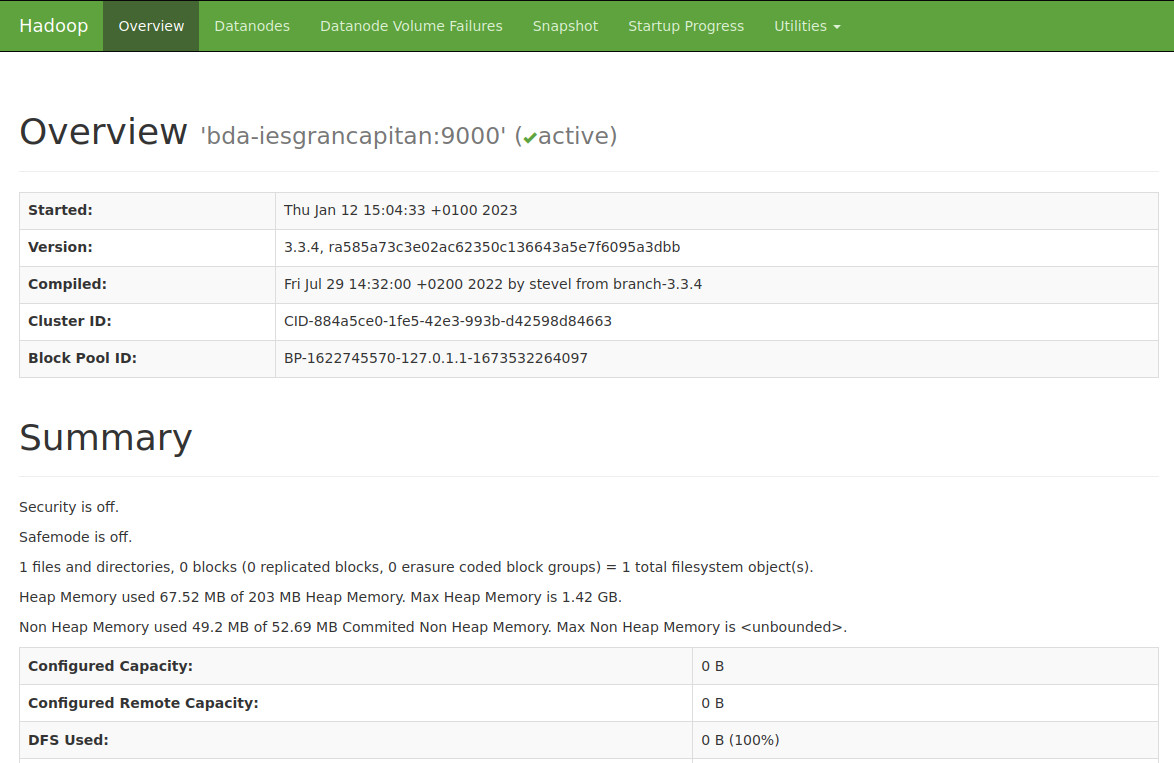 Hadoop Overview Datanodes Datanode Volume Failures Snapshot Startup Progress Utilities
Overview 'bda-iesgrancapitan:9000' (✔active)
Started: Thu Jan 12 15:04:33 +0100 2023
Version: 3.3.4, ra585a73c3e02ac62350c136643a5e7f6095a3dbb
Compiled: Fri Jul 29 14:32:00 +0200 2022 by stevel from branch-3.3.4
Cluster ID: CID-884a5ce0-1fe5-42e3-993b-d42598d84663
Block Pool ID: BP-1622745570-127.0.1.1-1673532264097
Summary
Security is off.
Safemode is off.
1 files and directories, 0 blocks (0 replicated blocks, 0 erasure coded block groups) = 1 total filesystem object(s).
Heap Memory used 67.52 MB of 203 MB Heap Memory. Max Heap Memory is 1.42 GB.
Non Heap Memory used 49.2 MB of 52.69 MB Commited Non Heap Memory. Max Non Heap Memory is <unbounded>.
Configured Capacity: 0 B
Configured Remote Capacity: 0 B
DFS Used: 0 B (100%)